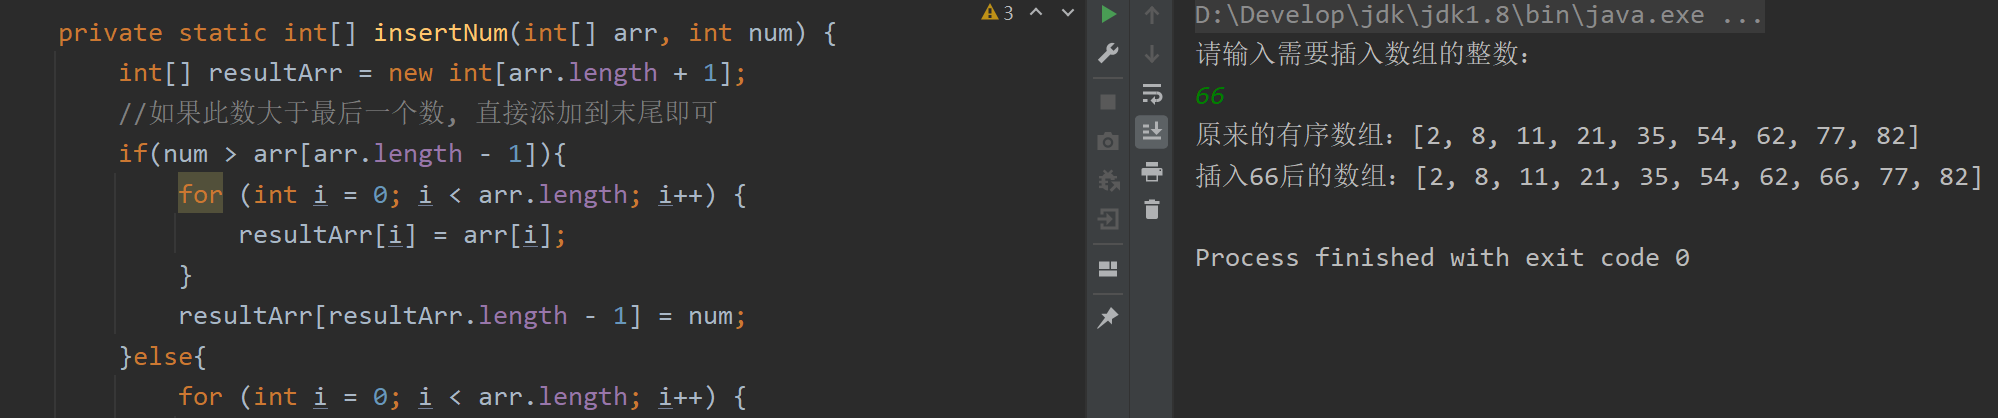 private static int[] insertNum(int[] arr, int num) {
int[] resultArr = new int[arr.length + 1];
//如果此数大于最后一个数, 直接添加到末尾即可
if(num > arr[arr.length - 1]){
for (int i = 0; i < arr.length; i++) {
resultArr[i] = arr[i];
}
resultArr[resultArr.length - 1] = num;
}else{
for (int i = 0; i < arr.length; i++) {
3
D:\Develop\jdk\jdk1.8\bin\java.exe ...
请输入需要插入数组的整数：
66
原来的有序数组：[2, 8, 11, 21, 35, 54, 62, 77, 82]
插入66后的数组：[2, 8, 11, 21, 35, 54, 62, 66, 77, 82]
Process finished with exit code 0